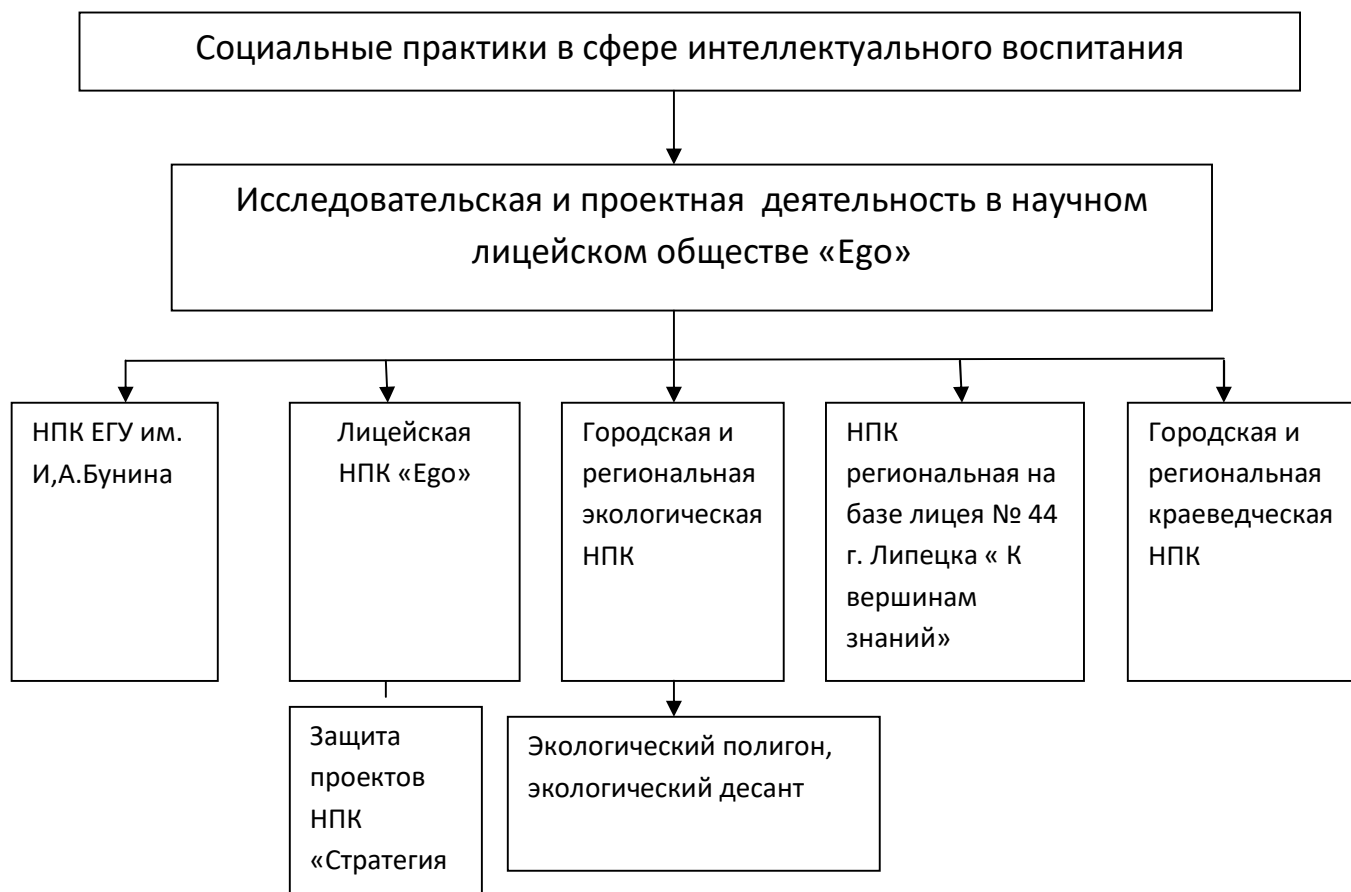 Социальные практики в сфере интеллектуального воспитания
Исследовательская и проектная деятельность в научном
лицейском обществе «Ego»
НПК ЕГУ им.
И,А.Бунина
Лицейская
НПК «Ego»
Городская и
региональная
экологическая
НПК
НПК
региональная на
базе лицея № 44
г. Липецка « К
вершинам
знаний»
Городская и
региональная
краеведческая
НПК
Защита
проектов
НПК
«Стратегия
Экологический полигон,
экологический десант